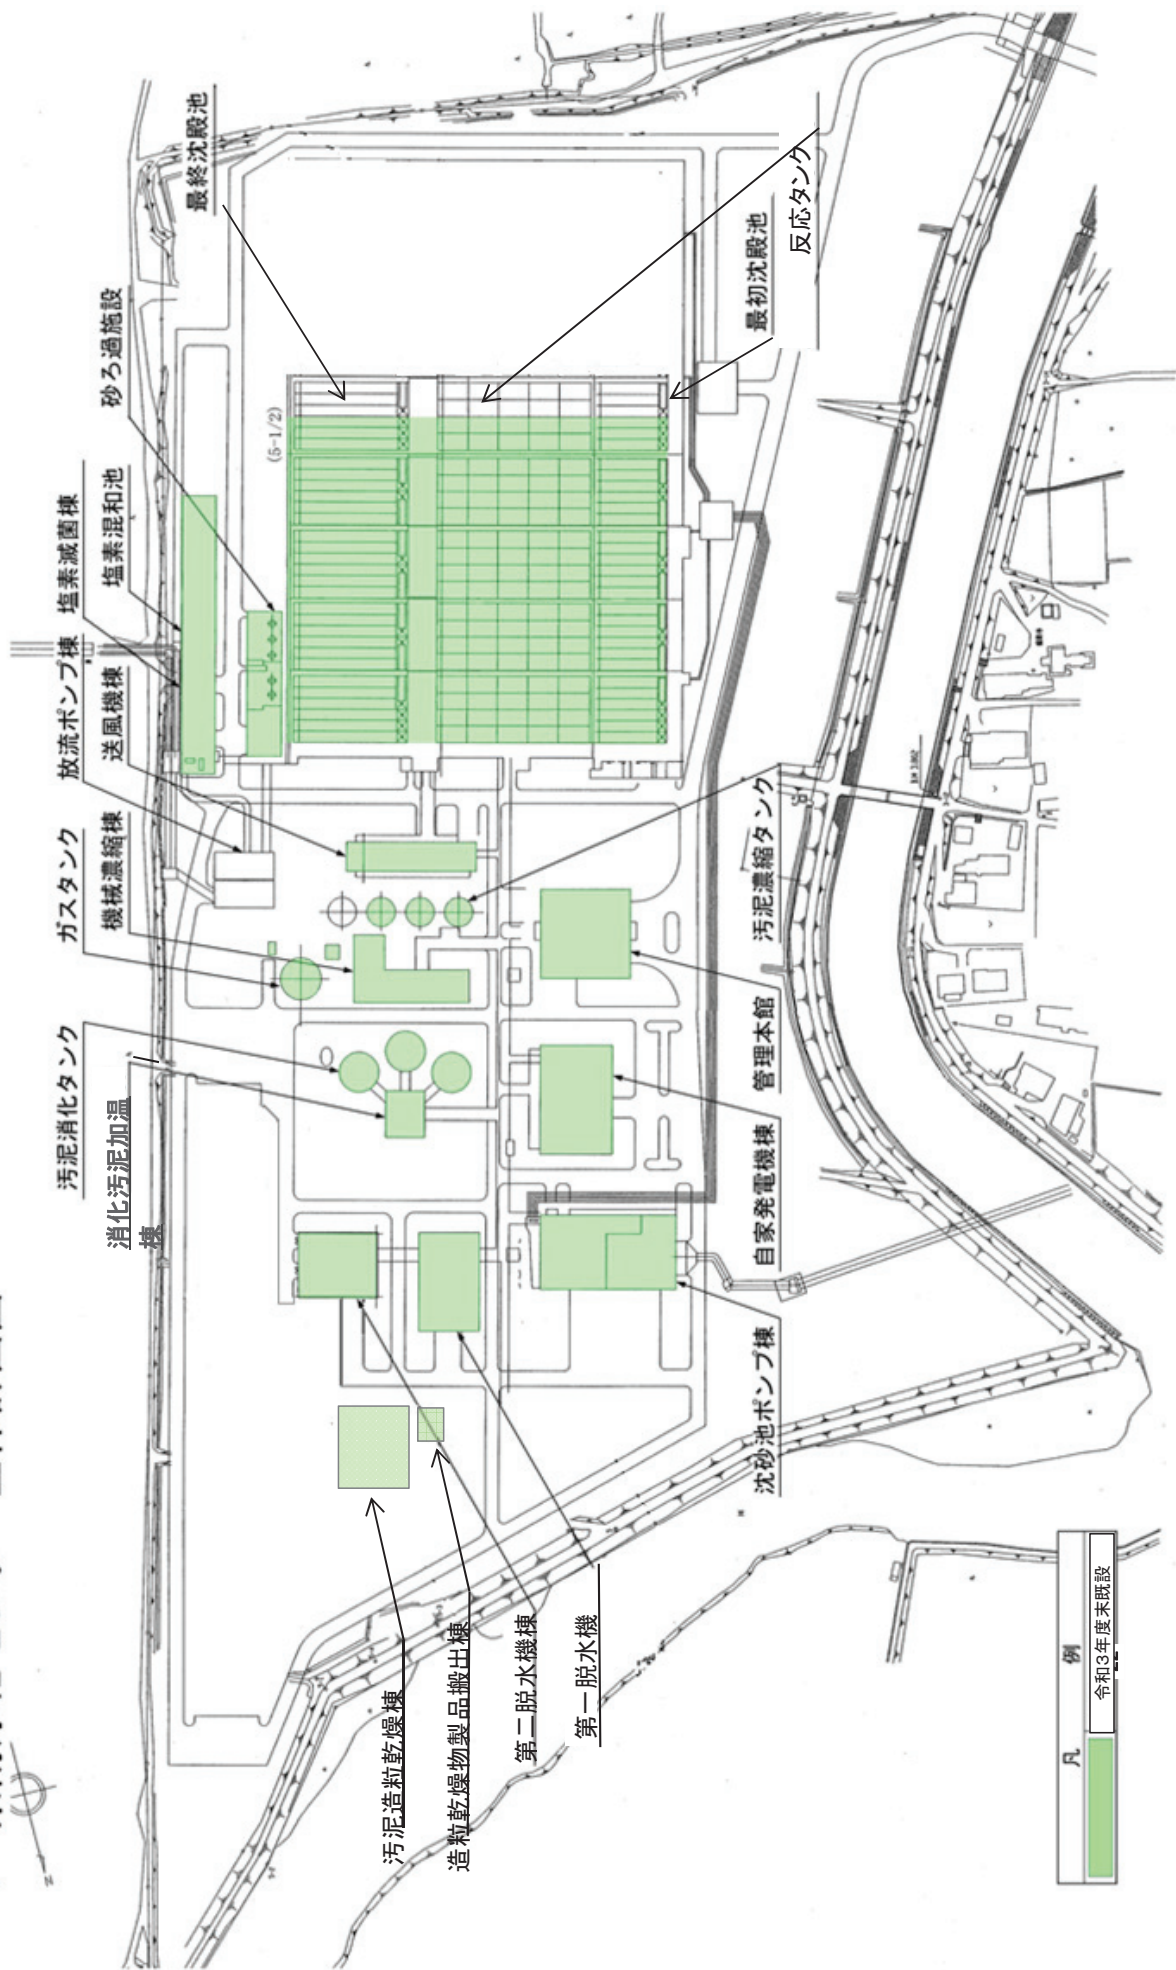 最終沈殿池
反応タンク
最初沈殿池
砂ろ過施設
(5-1/2)
塩素混和池
塩素滅菌棟
放流ポンプ棟
送風機棟
ガスタンク
機械濃縮棟
汚泥濃縮タンク
管理本館
汚泥消化タンク
消化汚泥加温
棟
自家発電機棟
沈砂池ポンプ棟
汚泥造粒乾燥棟
造粒乾燥物製品搬出棟
第二脱水機棟
第一脱水機
凡 例
令和3年度末既設